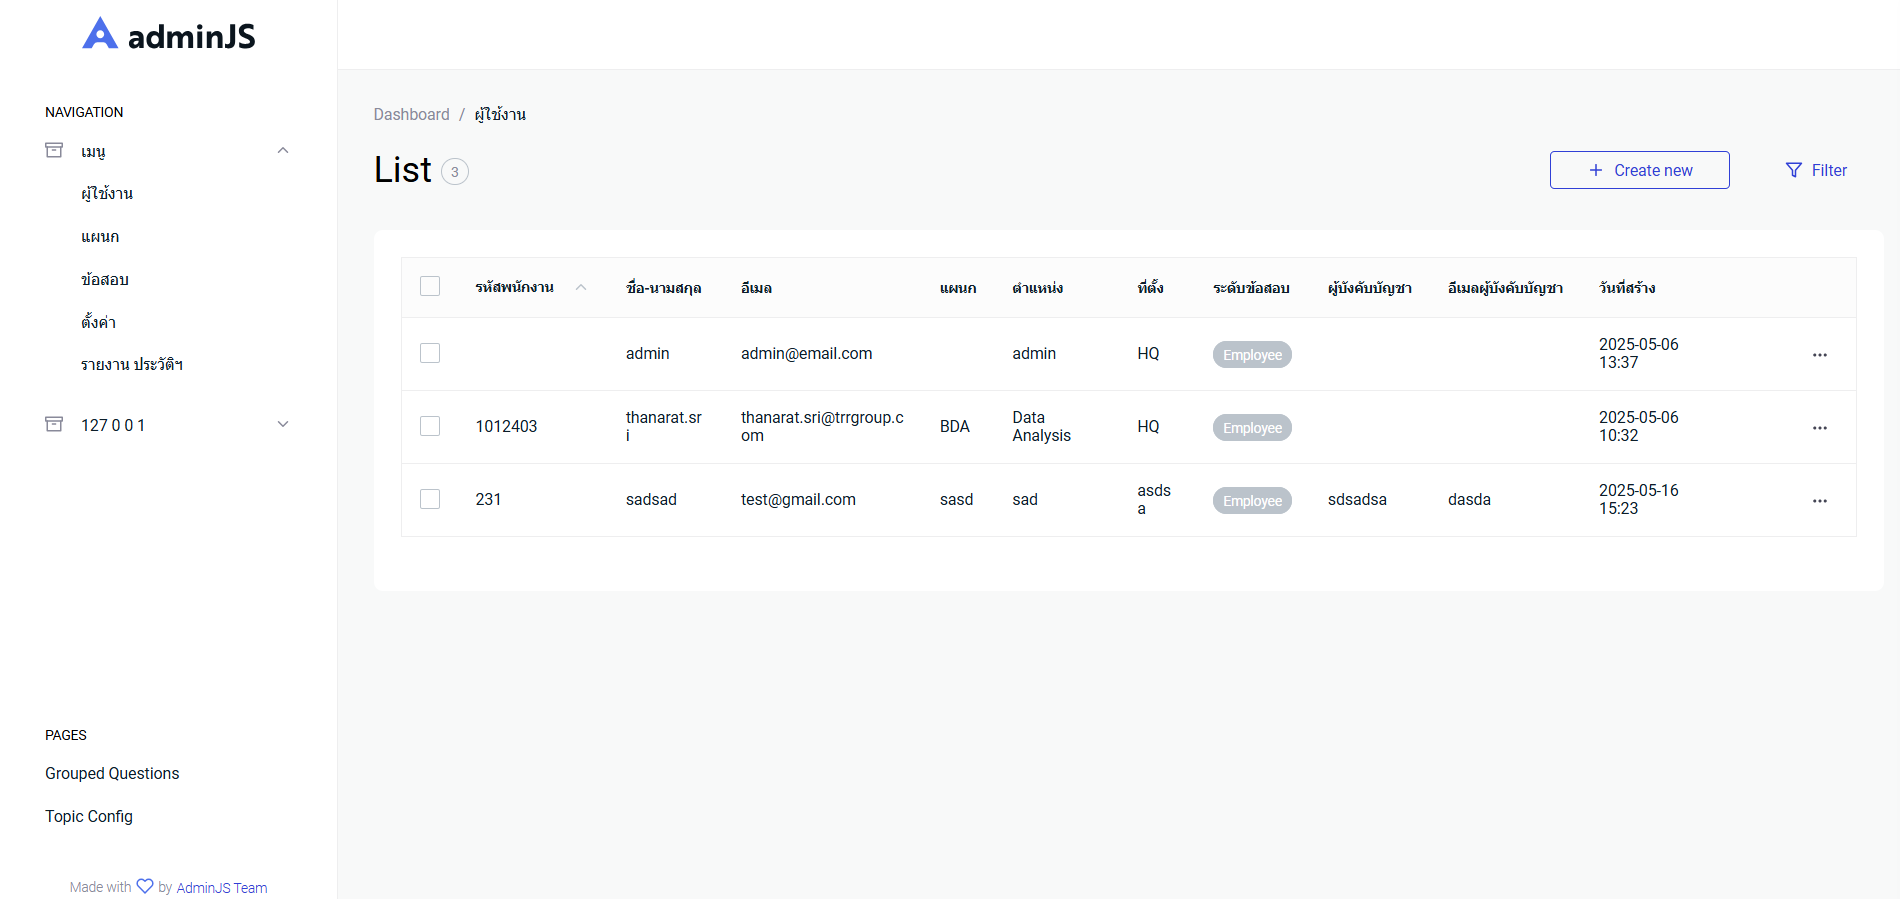 adminJS
NAVIGATION
เมนู
ผู้ใช้งาน
แผนก
ข้อสอบ
ตั้งค่า
รายงาน ประวัติฯ
127 0 0 1
PAGES
Grouped Questions
Topic Config
Made with by AdminJS Team
Dashboard / ผู้ใช้งาน
List 3
+ Create new
Filter
รหัสพนักงาน ชื่อ-นามสกุล อีเมล แผนก ตำแหน่ง ที่ตั้ง ระดับข้อสอบ ผู้บังคับบัญชา อีเมลผู้บังคับบัญชา วันที่สร้าง
admin admin@email.com admin HQ Employee 2025-05-06
13:37
1012403 thanarat.sr thanarat.sri@trrgroup.c BDA Data HQ Employee 2025-05-06
i om Analysis 10:32
231 sadsad test@gmail.com sasd sad asds Employee sdsadsa dasda 2025-05-16
a 15:23